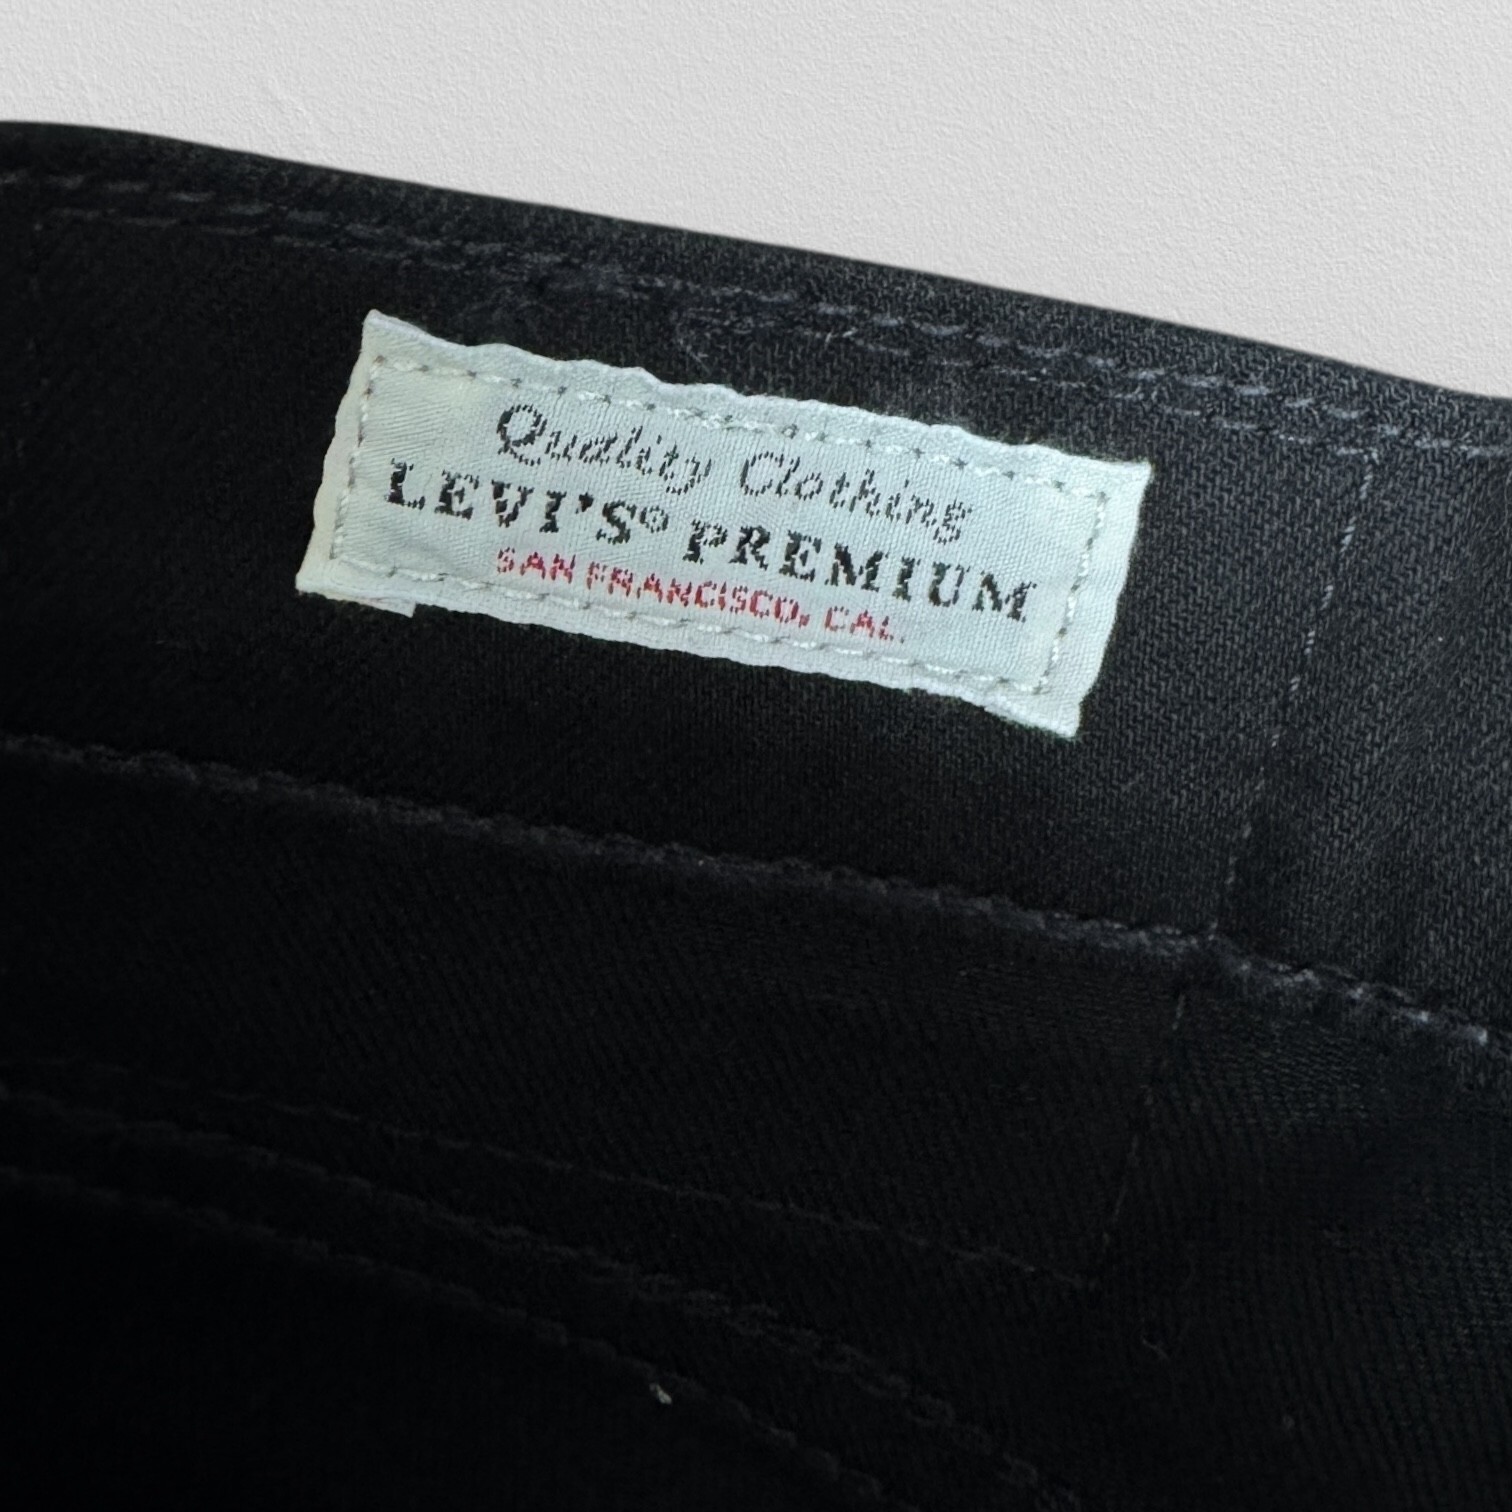 Quality Clothing
LEVI'S® PREMIUM
SAN FRANCISCO, CAL.